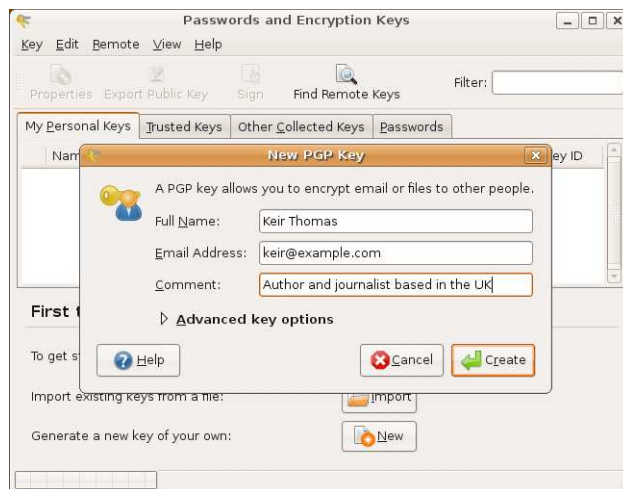 Passwords and Encryption Keys
Key Edit Remote View Help
Properties Export Public Key Sign Find Remote Keys Filter:
My Personal Keys Trusted Keys Other Collected Keys Passwords
Nam ey ID
New PGP Key
A PGP key allows you to encrypt email or files to other people.
Full Name: Keir Thomas
Email Address: keir@example.com
Comment: Author and journalist based in the UK
Advanced key options
First t
To get s
Help Cancel Create
Import existing keys from a file: Import
Generate a new key of your own: New